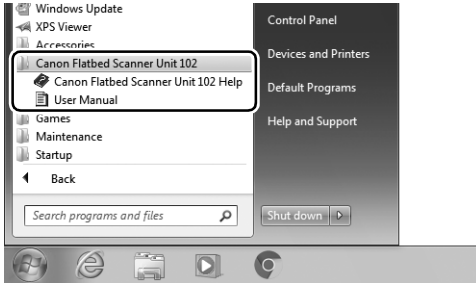 Windows Update
XPS Viewer
Accessories
Canon Flatbed Scanner Unit 102
Canon Flatbed Scanner Unit 102 Help
User Manual
Games
Maintenance
Startup
Back
Search programs and files
Control Panel
Devices and Printers
Default Programs
Help and Support
Shut down